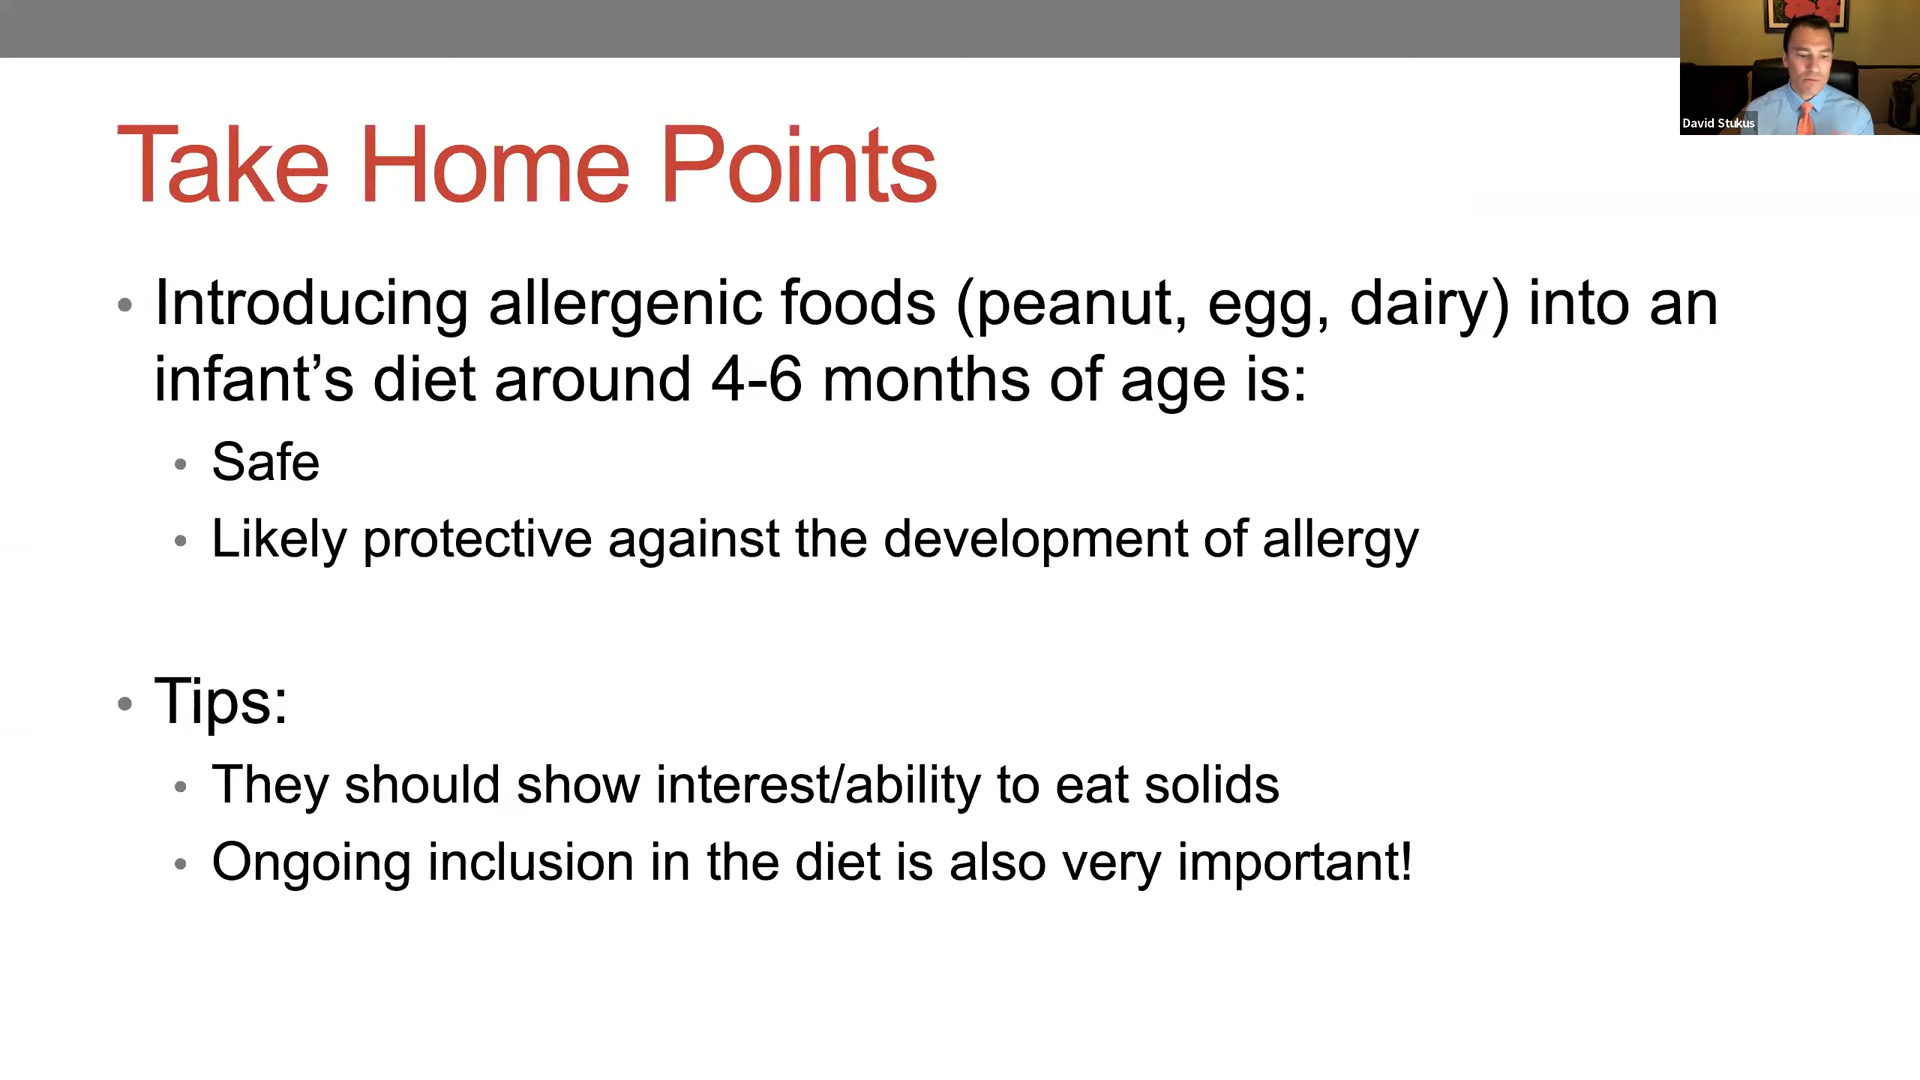 David Stukus
Take Home Points
• Introducing allergenic foods (peanut, egg, dairy) into an
infant’s diet around 4-6 months of age is:
• Safe
• Likely protective against the development of allergy
• Tips:
• They should show interest/ability to eat solids
• Ongoing inclusion in the diet is also very important!